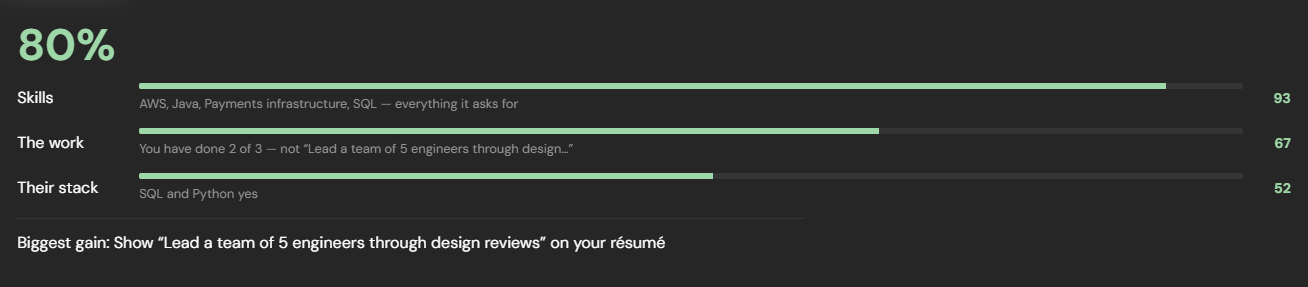 80%
Skills
AWS, Java, Payments infrastructure, SQL — everything it asks for
93
The work
You have done 2 of 3 — not “Lead a team of 5 engineers through design…”
67
Their stack
SQL and Python yes
52
Biggest gain: Show “Lead a team of 5 engineers through design reviews” on your résumé